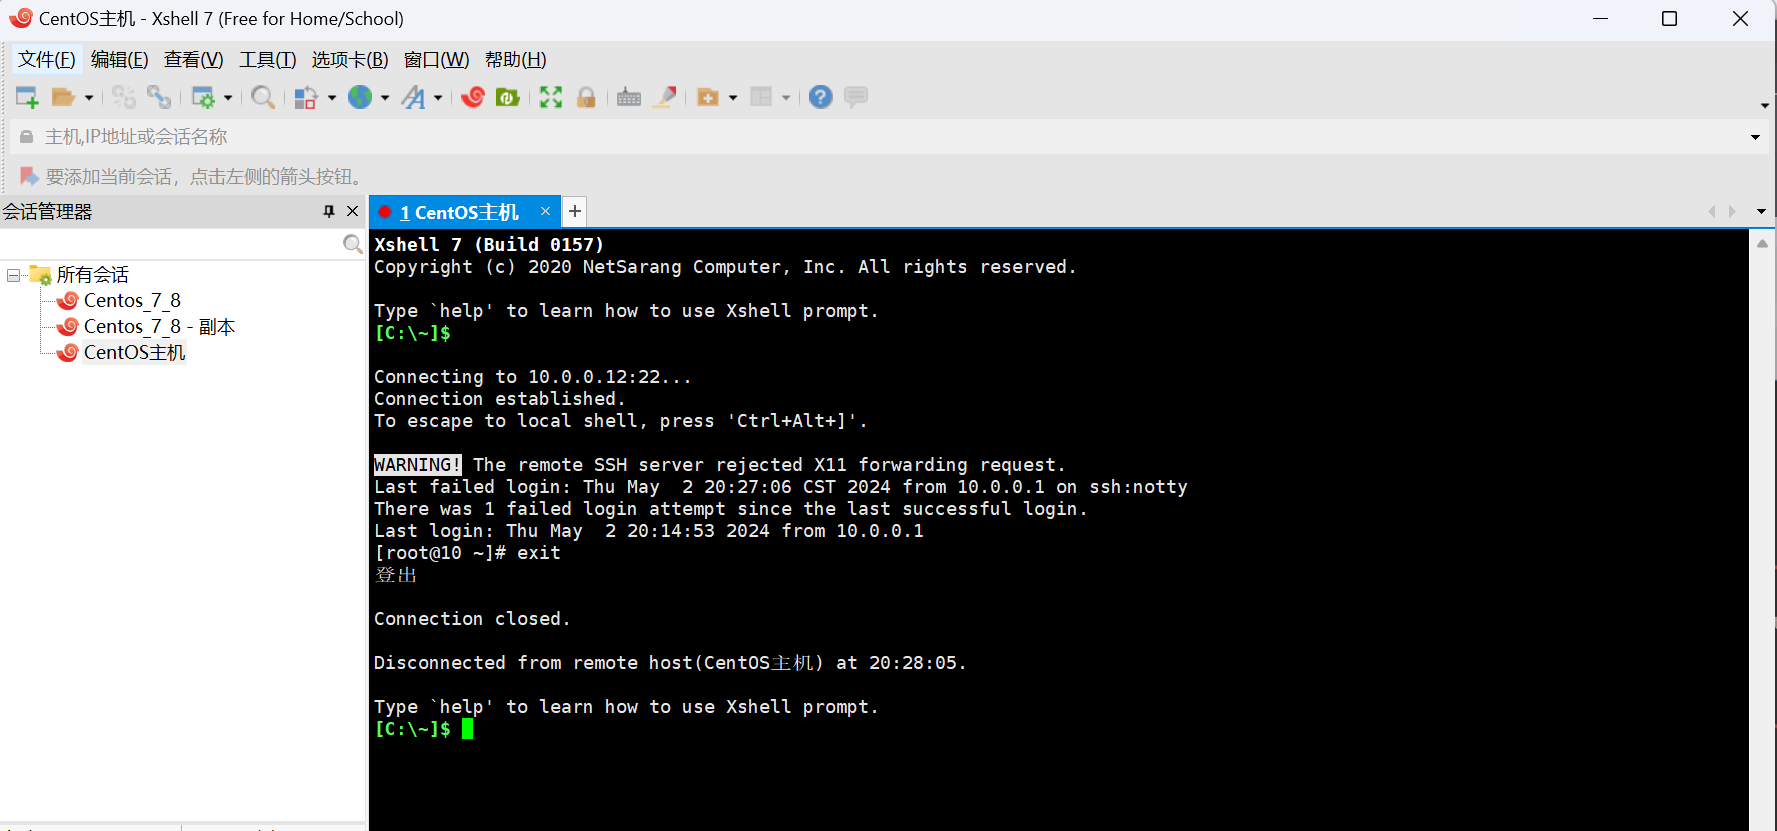 CentOS主机 - Xshell 7 (Free for Home/School)
文件(F) 编辑(E) 查看(V) 工具(T) 选项卡(B) 窗口(W) 帮助(H)
主机,IP地址或会话名称
要添加当前会话，点击左侧的箭头按钮。
会话管理器
所有会话
Centos_7_8
Centos_7_8 - 副本
CentOS主机
1 CentOS主机
Xshell 7 (Build 0157)
Copyright (c) 2020 NetSarang Computer, Inc. All rights reserved.
Type `help' to learn how to use Xshell prompt.
[C:\~]$
Connecting to 10.0.0.12:22...
Connection established.
To escape to local shell, press 'Ctrl+Alt+]'.
WARNING! The remote SSH server rejected X11 forwarding request.
Last failed login: Thu May  2 20:27:06 CST 2024 from 10.0.0.1 on ssh:notty
There was 1 failed login attempt since the last successful login.
Last login: Thu May  2 20:14:53 2024 from 10.0.0.1
[root@10 ~]# exit
登出
Connection closed.
Disconnected from remote host(CentOS主机) at 20:28:05.
Type `help' to learn how to use Xshell prompt.
[C:\~]$